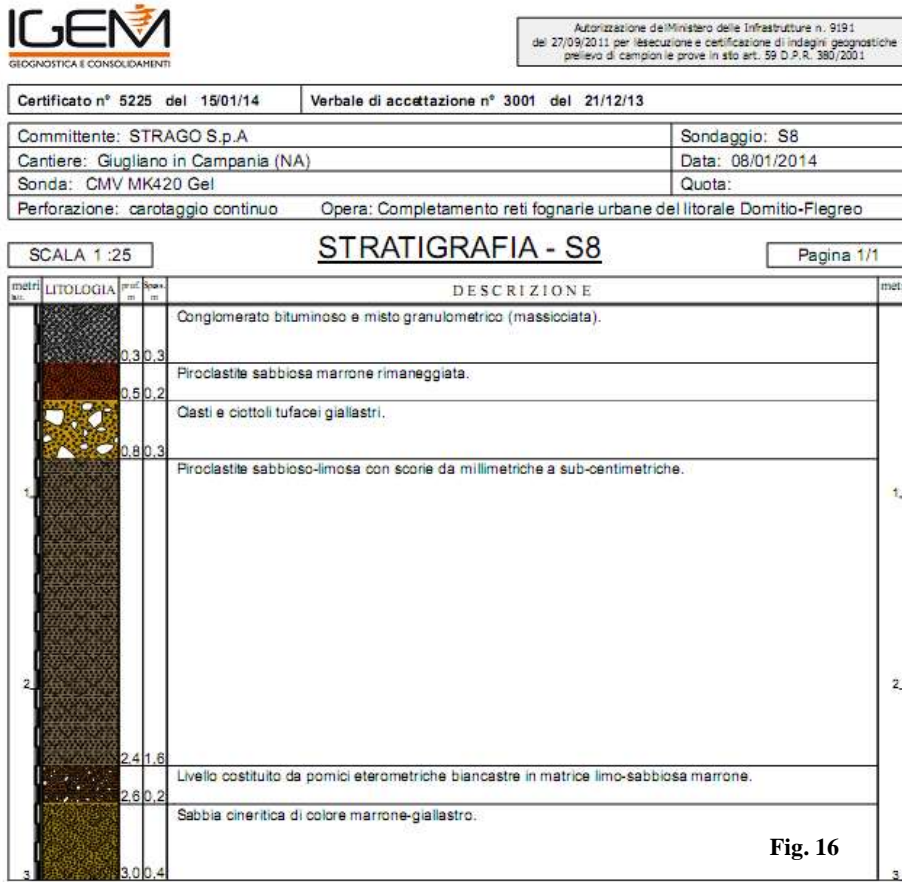 IGEM
GEOGNOSTICA E CONSOLIDAMENTI
Autorizzazione delMinistero delle Infrastrutture n. 9191
del 27/09/2011 per lesecuzione e certificazione di indagini geognostiche
prelievo di campioni e prove in sito art. 59 D.P.R. 380/2001
Certificato n° 5225 del 15/01/14 Verbale di accettazione n° 3001 del 21/12/13
Committente: STRAGO S.p.A Sondaggio: S8
Cantiere: Giugliano in Campania (NA) Data: 08/01/2014
Sonda: CMV MK420 Gel Quota:
Perforazione: carotaggio continuo Opera: Completamento reti fognarie urbane del litorale Domitio-Flegreo
SCALA 1 :25 STRATIGRAFIA - S8 Pagina 1/1
metri LITOLOGIA prof. m Spess. m DESCRIZIONE metri
Conglomerato bituminoso e misto granulometrico (massicciata).
0,3 0,3
Piroclastite sabbiosa marrone rimaneggiata.
0,5 0,2
Clasti e ciottoli tufacei giallastri.
0,8 0,3
Piroclastite sabbioso-limosa con scorie da millimetriche a sub-centimetriche.
1 1
2 2
2,4 1,6
Livello costituito da pomici eterometriche biancastre in matrice limo-sabbiosa marrone.
2,6 0,2
Sabbia cineritica di colore marrone-giallastro.
Fig. 16
3 3,0 0,4 3